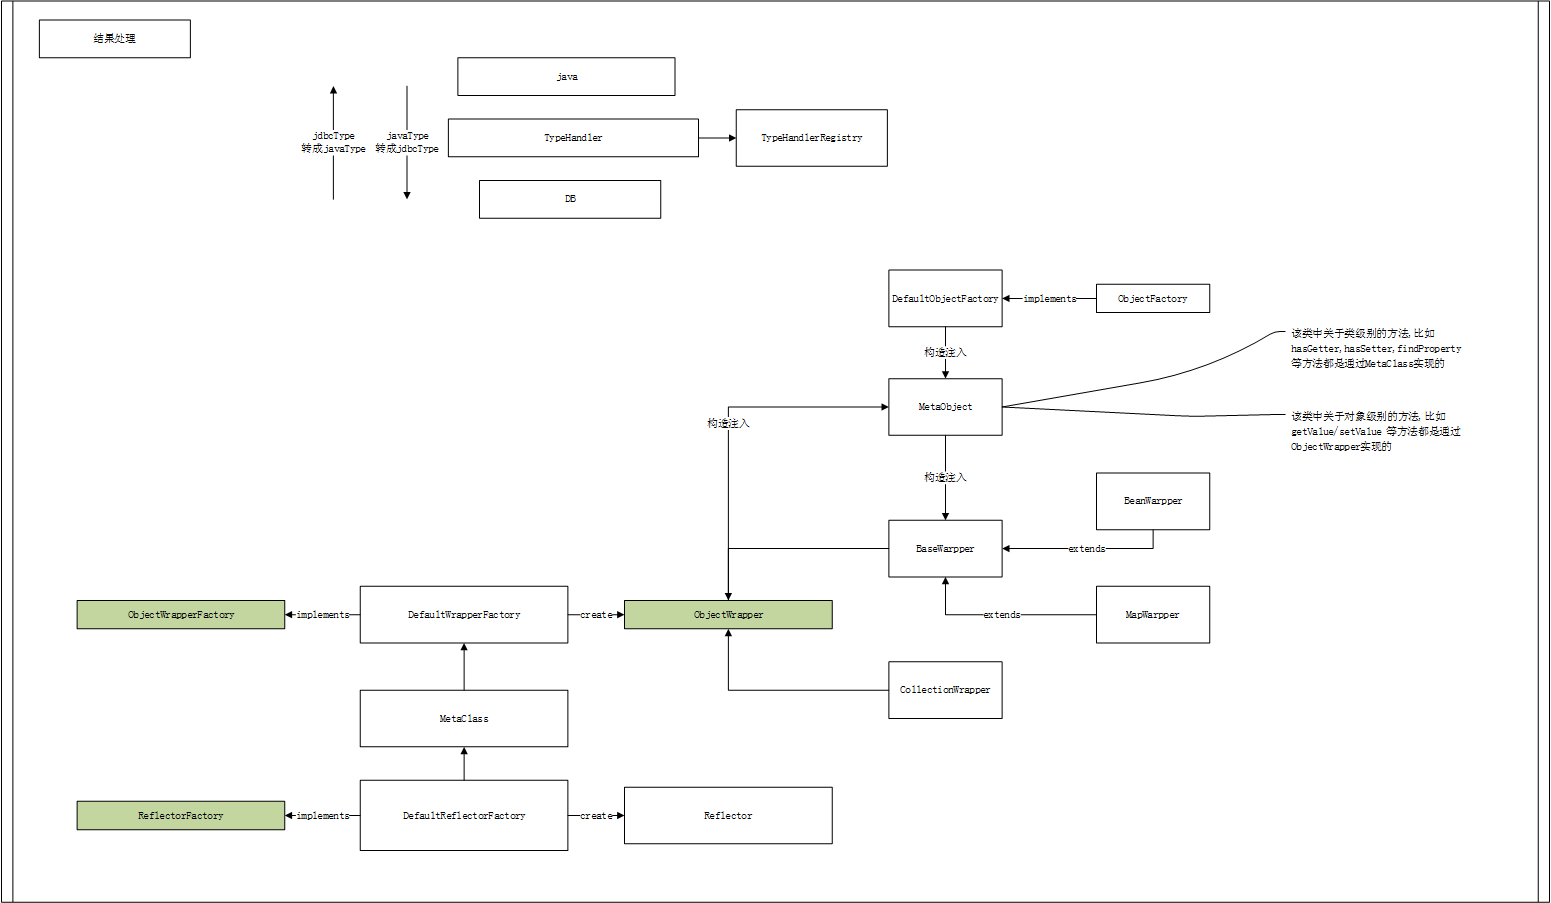 结果处理
java
jdbcType
转成javaType
javaType
转成jdbcType
TypeHandler
TypeHandlerRegistry
DB
DefaultObjectFactory
implements
ObjectFactory
构造注入
该类中关于类级别的方法,比如
hasGetter,hasSetter,findProperty
等方法都是通过MetaClass实现的
MetaObject
构造注入
该类中关于对象级别的方法,比如
getValue/setValue 等方法都是通过
ObjectWrapper实现的
构造注入
BeanWarpper
BaseWarpper
extends
ObjectWrapperFactory
implements
DefaultWrapperFactory
create
ObjectWrapper
extends
MapWarpper
CollectionWrapper
MetaClass
ReflectorFactory
implements
DefaultReflectorFactory
create
Reflector